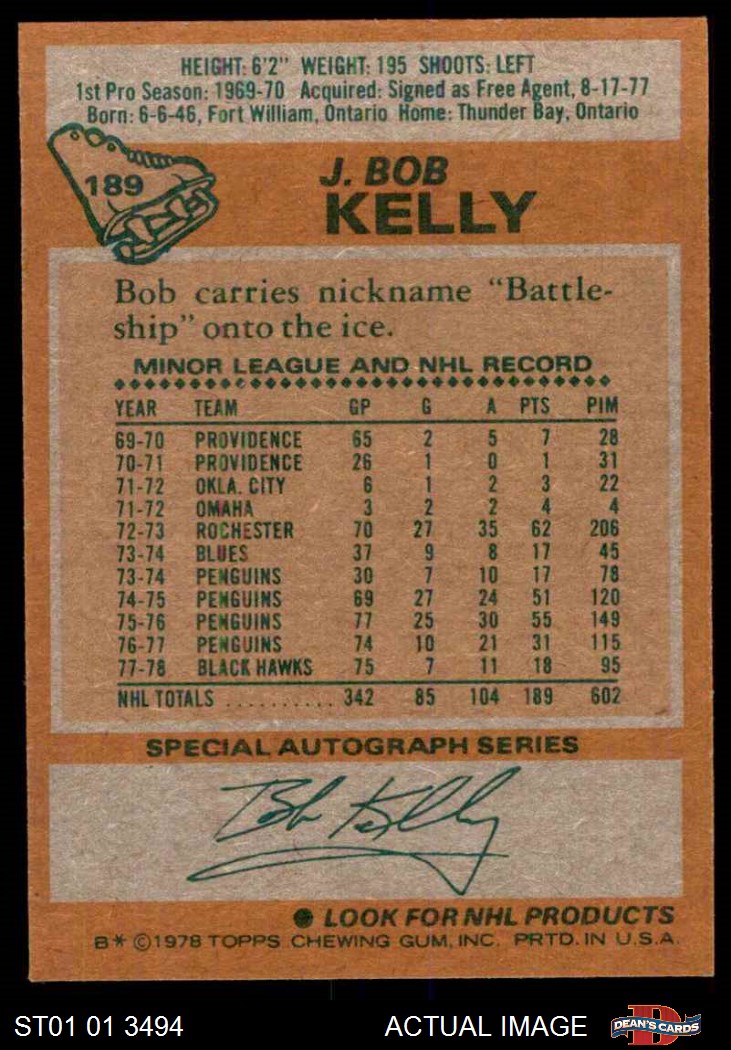 HEIGHT: 6'2" WEIGHT: 195 SHOOTS: LEFT
1st Pro Season: 1969-70 Acquired: Signed as Free Agent, 8-17-77
Born: 6-6-46, Fort William, Ontario Home: Thunder Bay, Ontario
189
J. BOB
KELLY
Bob carries nickname "Battle-
ship" onto the ice.
MINOR LEAGUE AND NHL RECORD
YEAR TEAM GP G A PTS PIM
69-70 PROVIDENCE 65 2 5 7 28
70-71 PROVIDENCE 26 1 0 1 31
71-72 OKLA. CITY 6 1 2 3 22
71-72 OMAHA 3 2 2 4 4
72-73 ROCHESTER 70 27 35 62 206
73-74 BLUES 37 9 8 17 45
73-74 PENGUINS 30 7 10 17 78
74-75 PENGUINS 69 27 24 51 120
75-76 PENGUINS 77 25 30 55 149
76-77 PENGUINS 74 10 21 31 115
77-78 BLACK HAWKS 75 7 11 18 95
NHL TOTALS .......... 342 85 104 189 602
SPECIAL AUTOGRAPH SERIES
Bob Kelly
● LOOK FOR NHL PRODUCTS
B* ©1978 TOPPS CHEWING GUM, INC. PRTD. IN U.S.A.
ST01 01 3494 ACTUAL IMAGE D DEAN'S CARDS